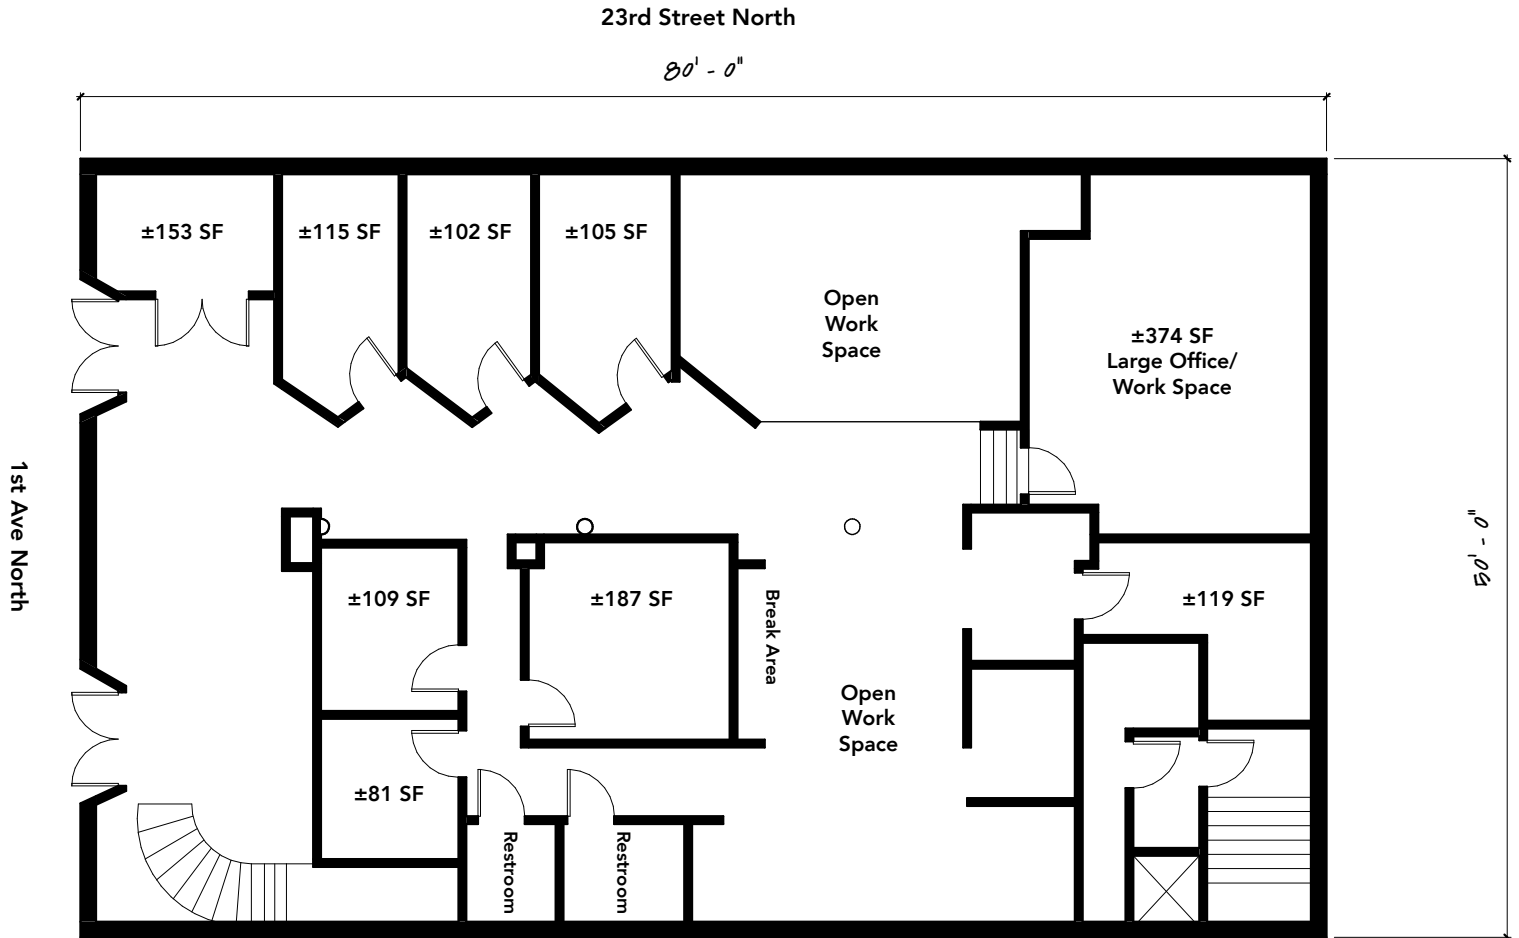 23rd Street North
80' - 0"
±153 SF
±115 SF
±102 SF
±105 SF
Open
Work
Space
±374 SF
Large Office/
Work Space
1st Ave North
50' - 0"
±109 SF
±187 SF
Break Area
±119 SF
Open
Work
Space
±81 SF
Restroom
Restroom